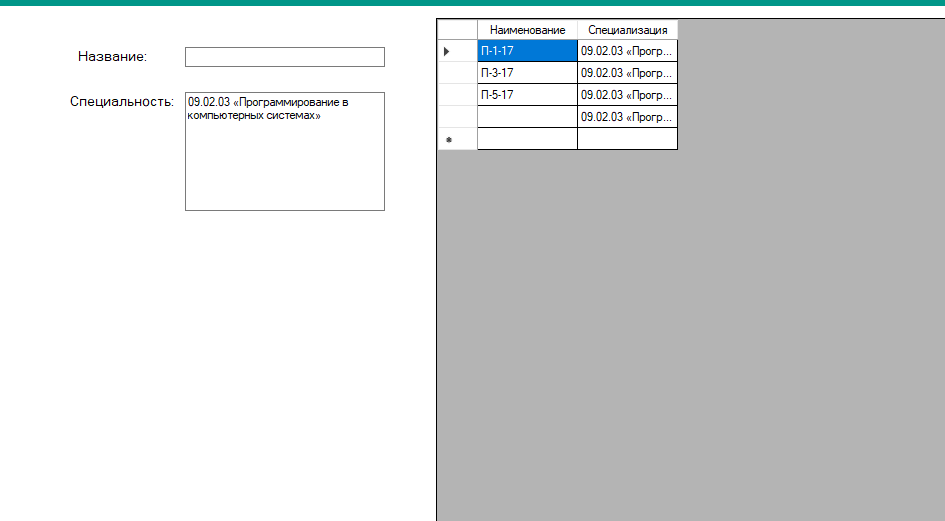 Название:
Специальность:
09.02.03 «Программирование в
компьютерных системах»
Наименование Специализация
П-1-17 09.02.03 «Прогр...
П-3-17 09.02.03 «Прогр...
П-5-17 09.02.03 «Прогр...
09.02.03 «Прогр...